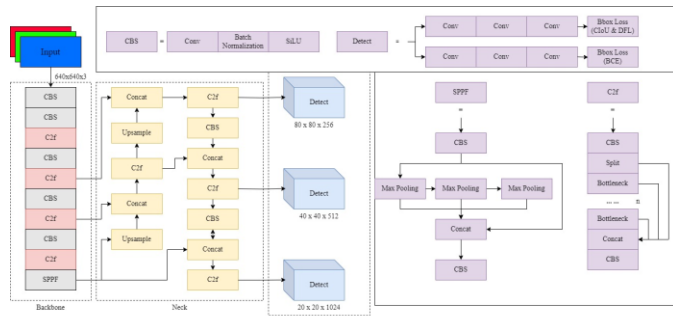 Input
640x640x3
CBS
CBS
C2f
CBS
C2f
CBS
C2f
CBS
C2f
SPPF
Backbone
Concat
Upsample
C2f
Concat
Upsample
C2f
CBS
Concat
C2f
CBS
Concat
C2f
Neck
Detect
80 x 80 x 256
Detect
40 x 40 x 512
Detect
20 x 20 x 1024
CBS = Conv Batch Normalization SiLU
Detect = Conv Conv Conv Bbox Loss
(CIoU & DFL)
Conv Conv Conv Bbox Loss
(BCE)
SPPF
=
CBS
Max Pooling Max Pooling Max Pooling
Concat
CBS
C2f
=
CBS
Split
Bottleneck
... ... n
Bottleneck
Concat
CBS